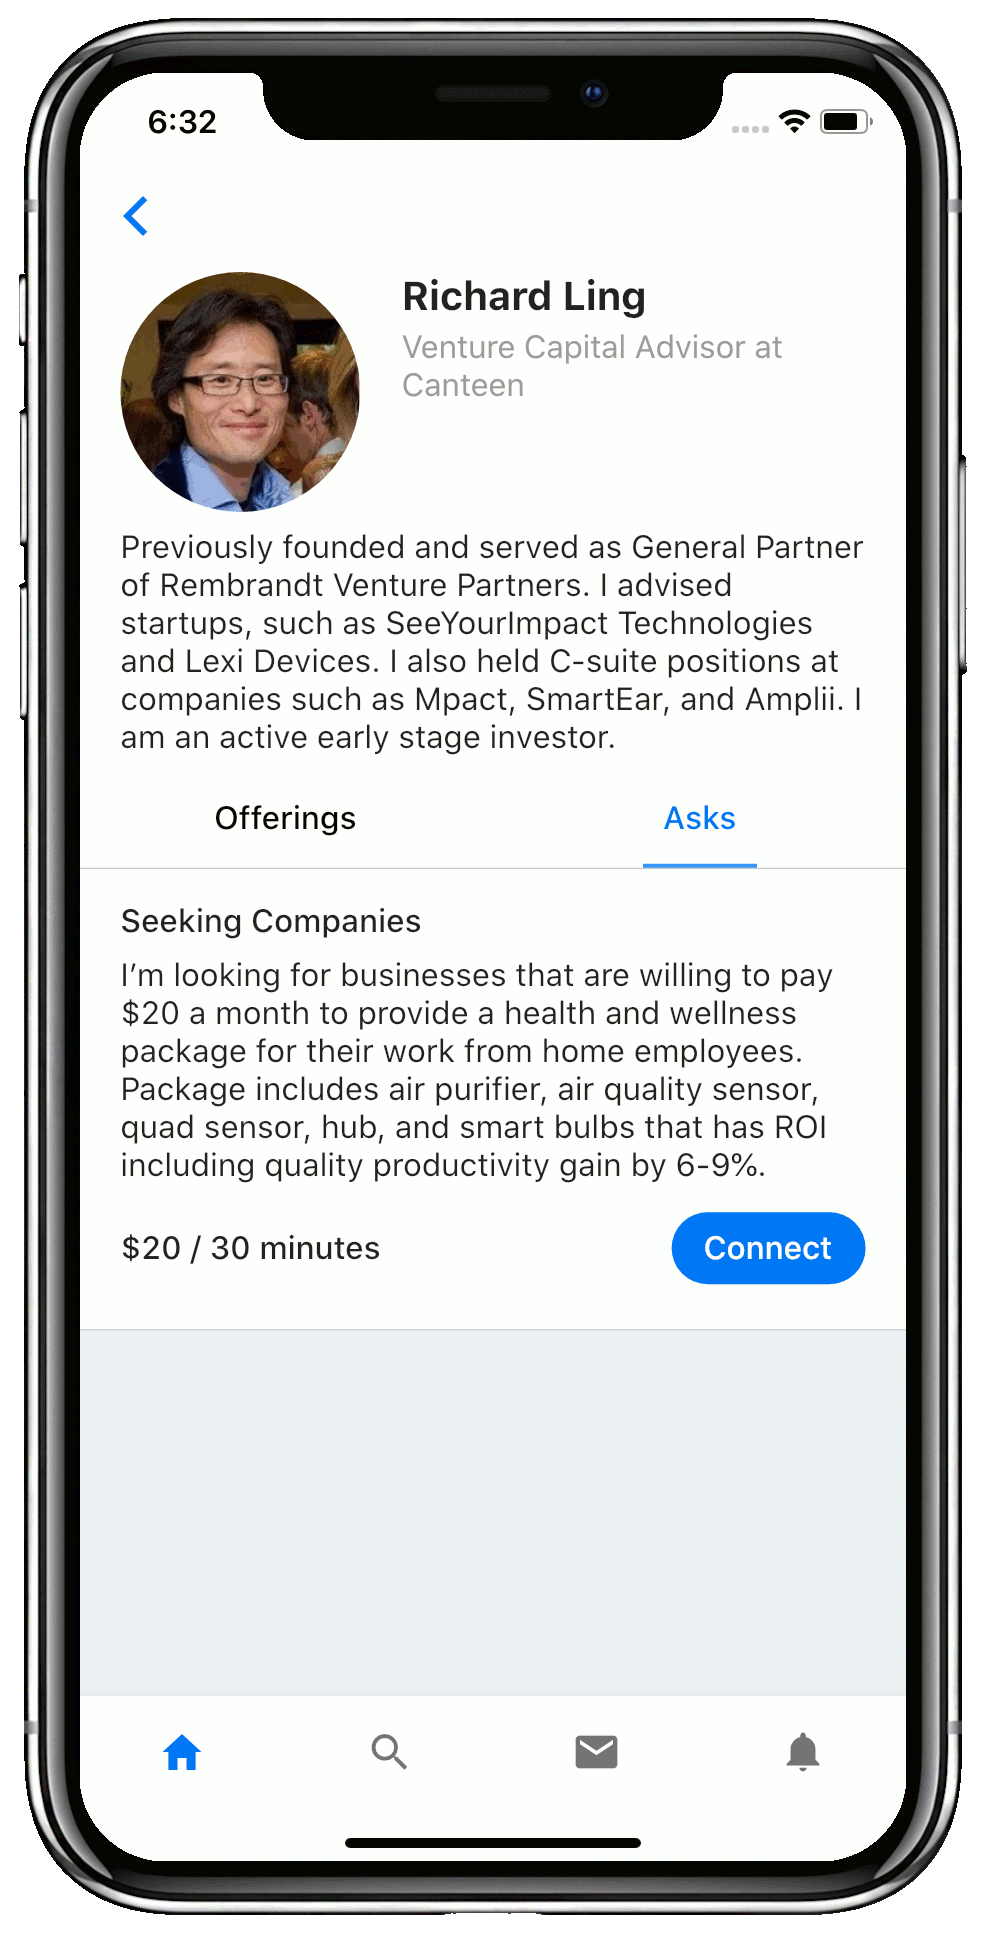 6:32
Richard Ling
Venture Capital Advisor at
Canteen
Previously founded and served as General Partner
of Rembrandt Venture Partners. I advised
startups, such as SeeYourImpact Technologies
and Lexi Devices. I also held C-suite positions at
companies such as Mpact, SmartEar, and Amplii. I
am an active early stage investor.
Offerings
Asks
Seeking Companies
I’m looking for businesses that are willing to pay
$20 a month to provide a health and wellness
package for their work from home employees.
Package includes air purifier, air quality sensor,
quad sensor, hub, and smart bulbs that has ROI
including quality productivity gain by 6-9%.
$20 / 30 minutes
Connect